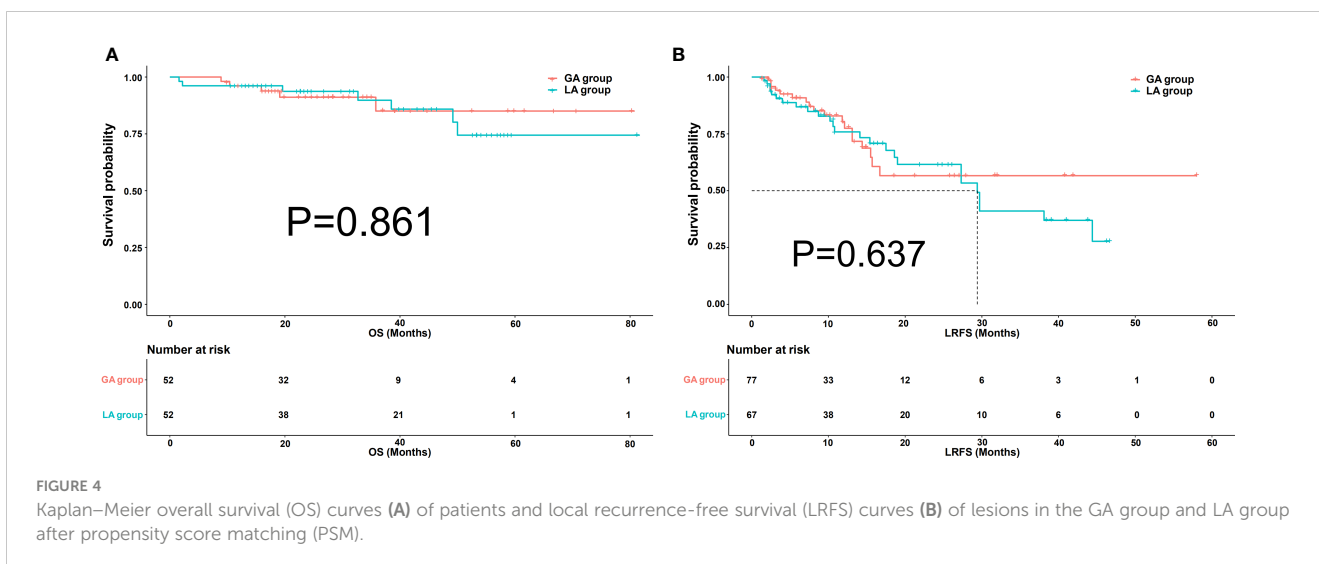 A
1.00
0.75
0.50
0.25
0.00
Survival probability
GA group
LA group
P=0.861
0 20 40 60 80
OS (Months)
Number at risk
GA group 52 32 9 4 1
LA group 52 38 21 1 1
0 20 40 60 80
OS (Months)
B
1.00
0.75
0.50
0.25
0.00
Survival probability
GA group
LA group
P=0.637
0 10 20 30 40 50 60
LRFS (Months)
Number at risk
GA group 77 33 12 6 3 1 0
LA group 67 38 20 10 6 0 0
0 10 20 30 40 50 60
LRFS (Months)
FIGURE 4
Kaplan–Meier overall survival (OS) curves (A) of patients and local recurrence-free survival (LRFS) curves (B) of lesions in the GA group and LA group
after propensity score matching (PSM).